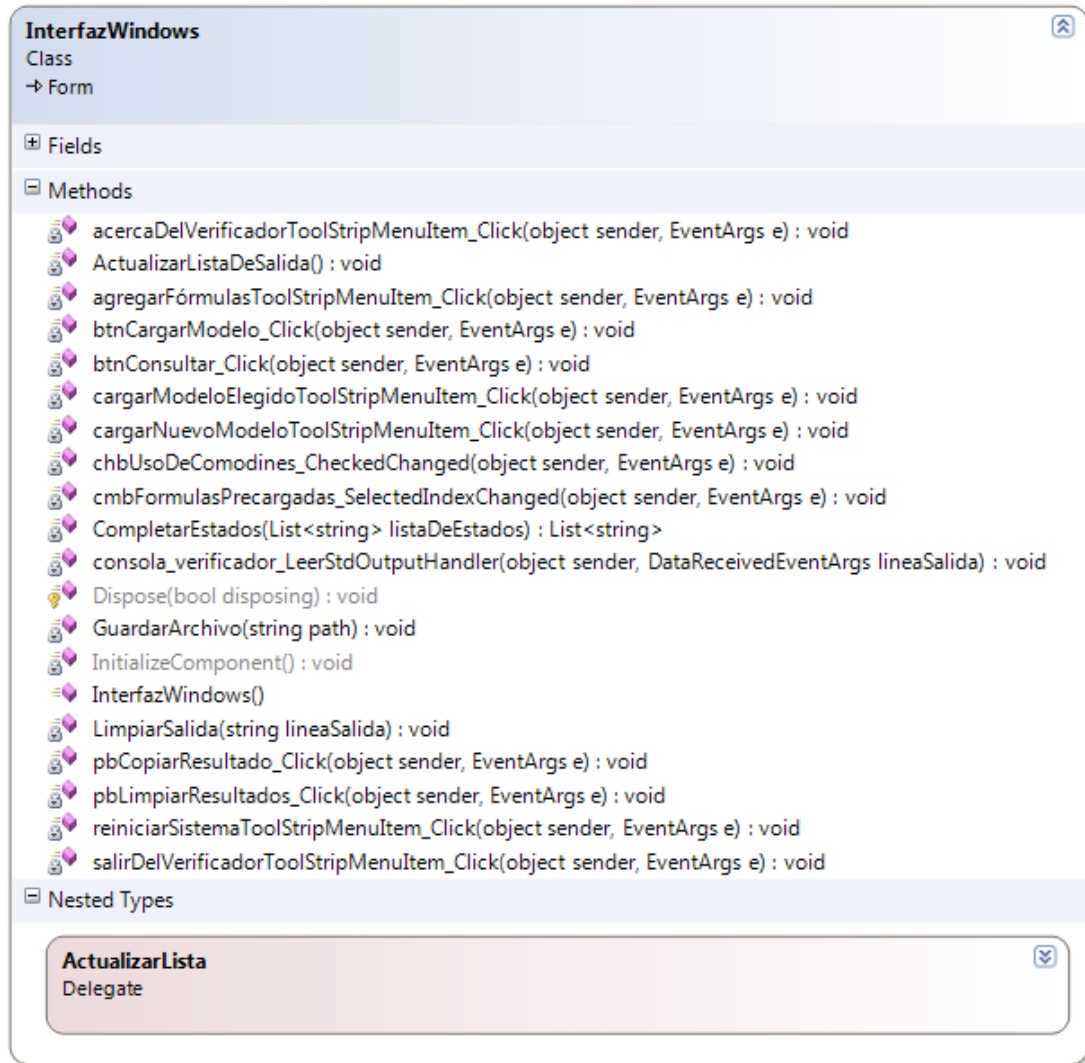 InterfazWindows
Class
Form
Fields
Methods
acercaDelVerificadorToolStripMenuItem_Click(object sender, EventArgs e) : void
ActualizarListaDeSalida() : void
agregarFórmulasToolStripMenuItem_Click(object sender, EventArgs e) : void
btnCargarModelo_Click(object sender, EventArgs e) : void
btnConsultar_Click(object sender, EventArgs e) : void
cargarModeloElegidoToolStripMenuItem_Click(object sender, EventArgs e) : void
cargarNuevoModeloToolStripMenuItem_Click(object sender, EventArgs e) : void
chbUsoDeComodines_CheckedChanged(object sender, EventArgs e) : void
cmbFormulasPrecargadas_SelectedIndexChanged(object sender, EventArgs e) : void
CompletarEstados(List<string> listaDeEstados) : List<string>
consola_verificador_LeerStdOutputHandler(object sender, DataReceivedEventArgs lineaSalida) : void
Dispose(bool disposing) : void
GuardarArchivo(string path) : void
InitializeComponent() : void
InterfazWindows()
LimpiarSalida(string lineaSalida) : void
pbCopiarResultado_Click(object sender, EventArgs e) : void
pbLimpiarResultados_Click(object sender, EventArgs e) : void
reiniciarSistemaToolStripMenuItem_Click(object sender, EventArgs e) : void
salirDelVerificadorToolStripMenuItem_Click(object sender, EventArgs e) : void
Nested Types
ActualizarLista
Delegate